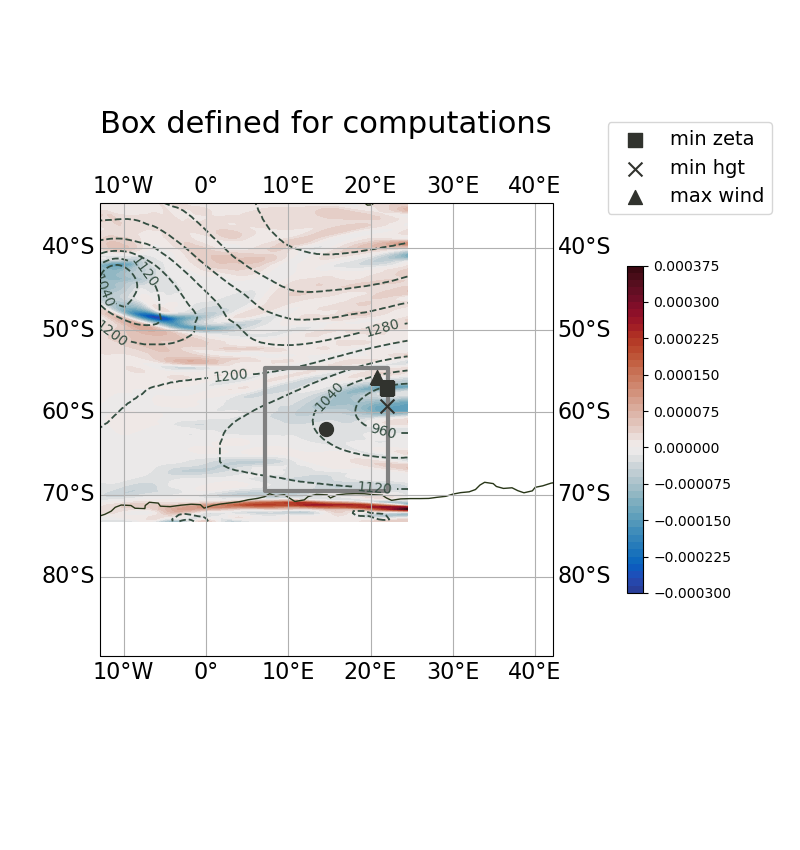 Box defined for computations
min zeta
min hgt
max wind
10°W 0° 10°E 20°E 30°E 40°E
40°S 40°S
50°S 50°S
60°S 60°S
70°S 70°S
80°S 80°S
10°W 0° 10°E 20°E 30°E 40°E
1120
1040
1200
1280
1200
1040
960
1120
0.000375
0.000300
0.000225
0.000150
0.000075
0.000000
−0.000075
−0.000150
−0.000225
−0.000300